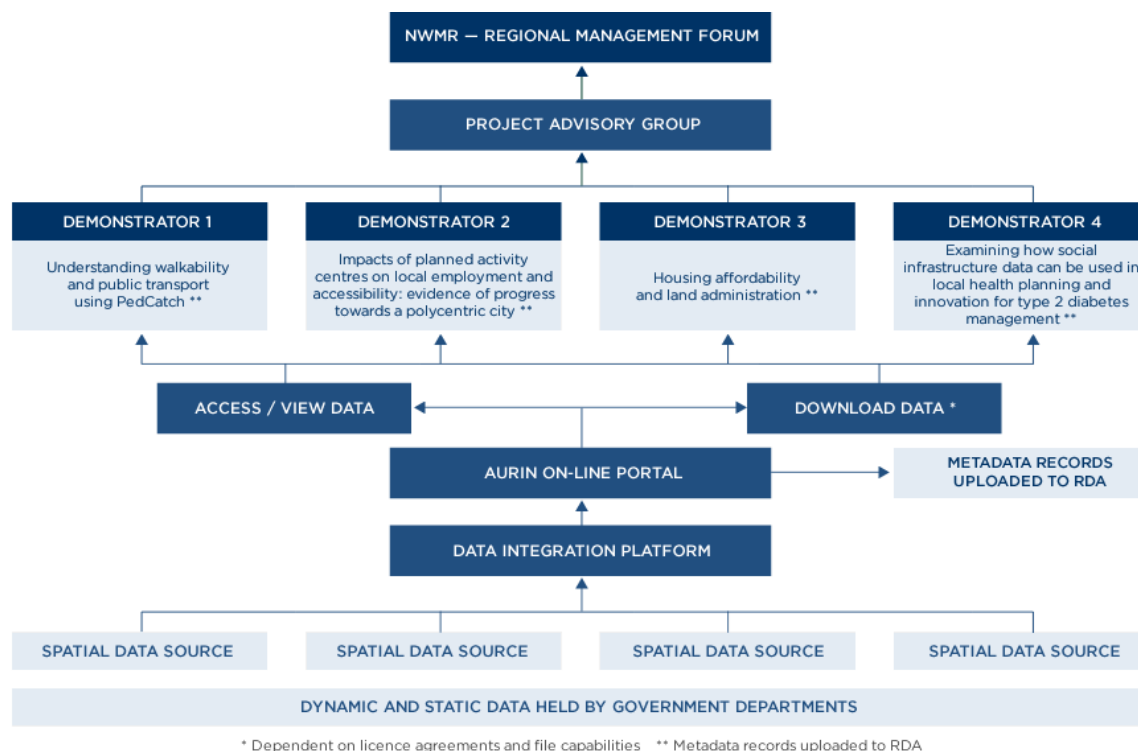 NWMR — REGIONAL MANAGEMENT FORUM
PROJECT ADVISORY GROUP
DEMONSTRATOR 1
Understanding walkability
and public transport
using PedCatch **
DEMONSTRATOR 2
Impacts of planned activity
centres on local employment and
accessibility: evidence of progress
towards a polycentric city **
DEMONSTRATOR 3
Housing affordability
and land administration **
DEMONSTRATOR 4
Examining how social
infrastructure data can be used in
local health planning and
innovation for type 2 diabetes
management **
ACCESS / VIEW DATA
DOWNLOAD DATA *
AURIN ON-LINE PORTAL
METADATA RECORDS
UPLOADED TO RDA
DATA INTEGRATION PLATFORM
SPATIAL DATA SOURCE
SPATIAL DATA SOURCE
SPATIAL DATA SOURCE
SPATIAL DATA SOURCE
DYNAMIC AND STATIC DATA HELD BY GOVERNMENT DEPARTMENTS
* Dependent on licence agreements and file capabilities ** Metadata records uploaded to RDA